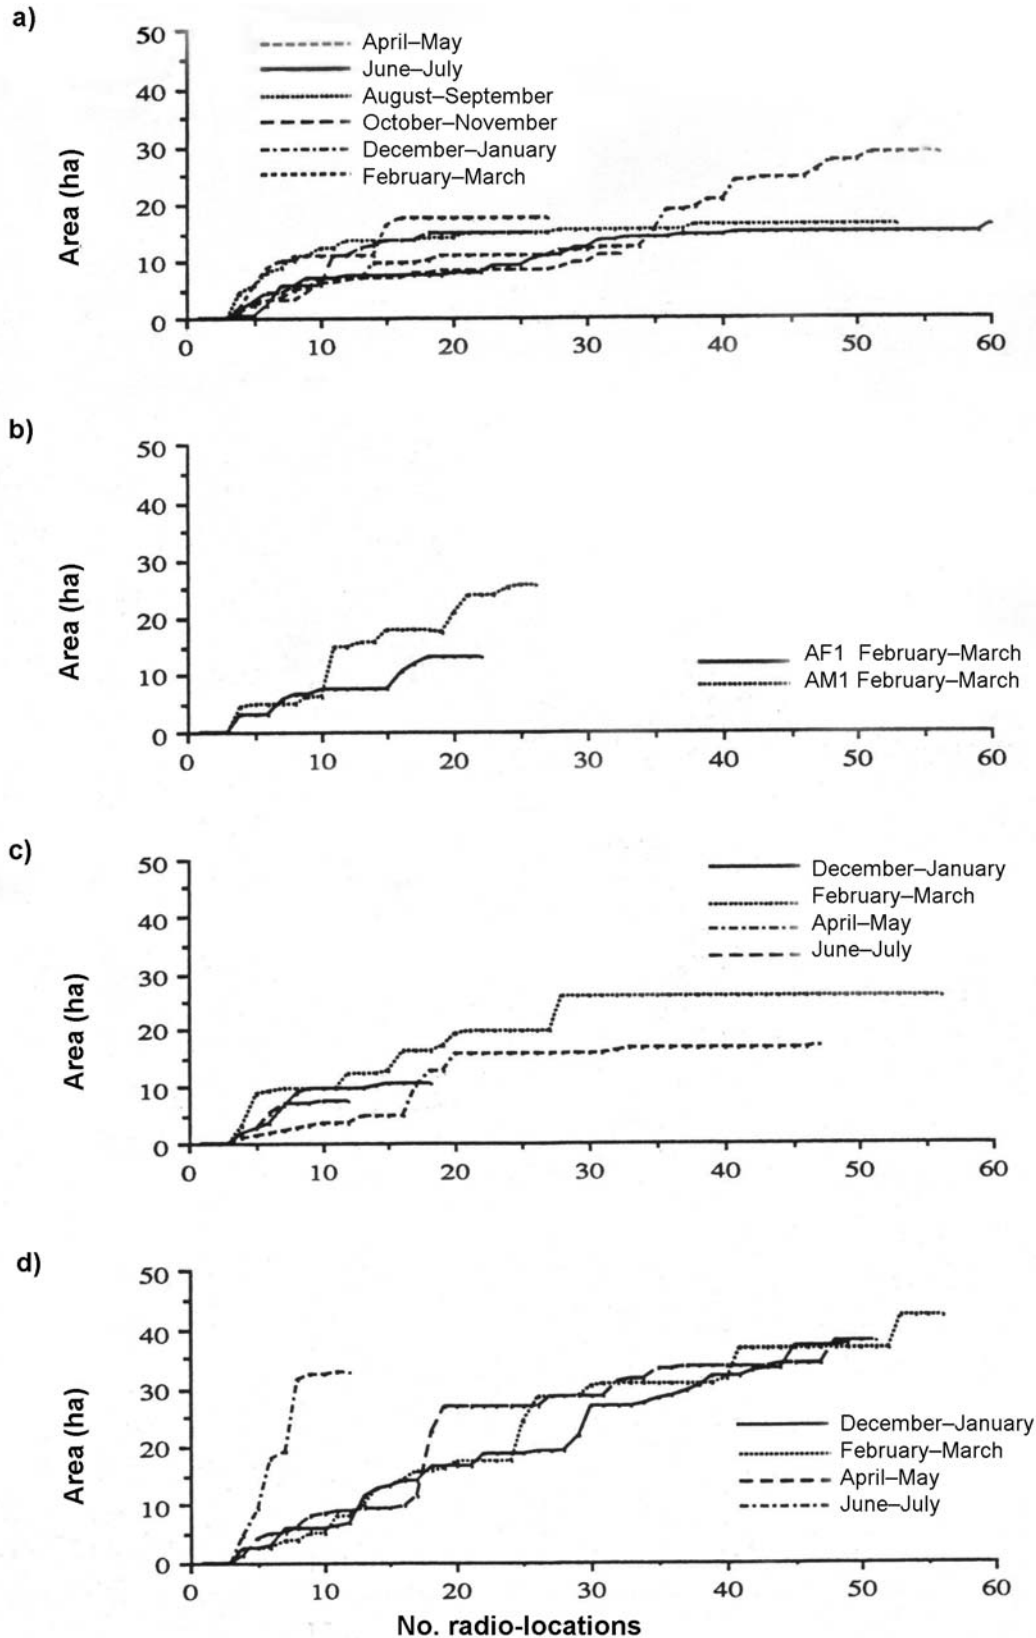 a)
50
40
30
20
10
0
Area (ha)
April–May
June–July
August–September
October–November
December–January
February–March
0 10 20 30 40 50 60
b)
50
40
30
20
10
0
Area (ha)
AF1 February–March
AM1 February–March
0 10 20 30 40 50 60
c)
50
40
30
20
10
0
Area (ha)
December–January
February–March
April–May
June–July
0 10 20 30 40 50 60
d)
50
40
30
20
10
0
Area (ha)
December–January
February–March
April–May
June–July
0 10 20 30 40 50 60
No. radio-locations